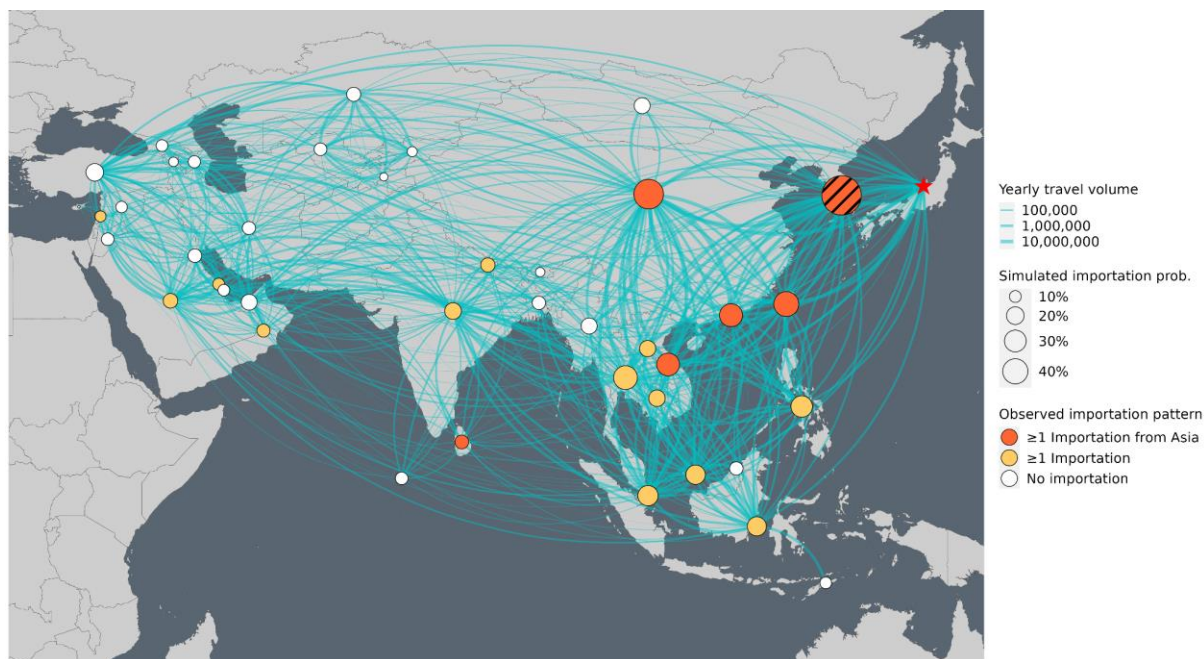 Yearly travel volume
100,000
1,000,000
10,000,000
Simulated importation prob.
10%
20%
30%
40%
Observed importation pattern
≥1 Importation from Asia
≥1 Importation
No importation